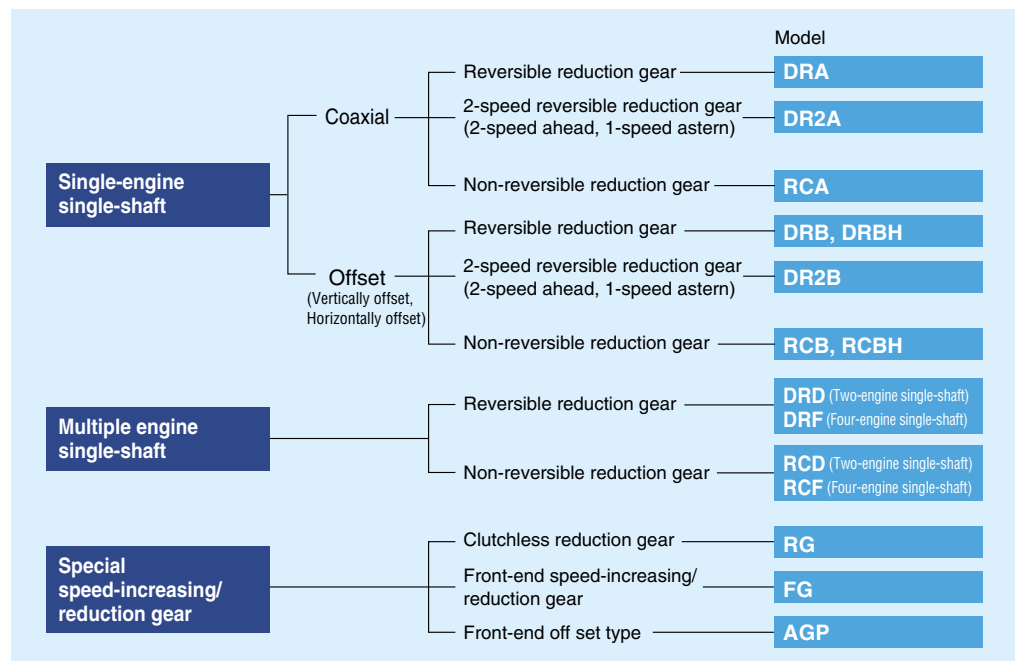 Model
Single-engine
single-shaft
Coaxial
Reversible reduction gear
DRA
2-speed reversible reduction gear
(2-speed ahead, 1-speed astern)
DR2A
Non-reversible reduction gear
RCA
Offset
(Vertically offset,
Horizontally offset)
Reversible reduction gear
DRB, DRBH
2-speed reversible reduction gear
(2-speed ahead, 1-speed astern)
DR2B
Non-reversible reduction gear
RCB, RCBH
Multiple engine
single-shaft
Reversible reduction gear
DRD (Two-engine single-shaft)
DRF (Four-engine single-shaft)
Non-reversible reduction gear
RCD (Two-engine single-shaft)
RCF (Four-engine single-shaft)
Special
speed-increasing/
reduction gear
Clutchless reduction gear
RG
Front-end speed-increasing/
reduction gear
FG
Front-end off set type
AGP